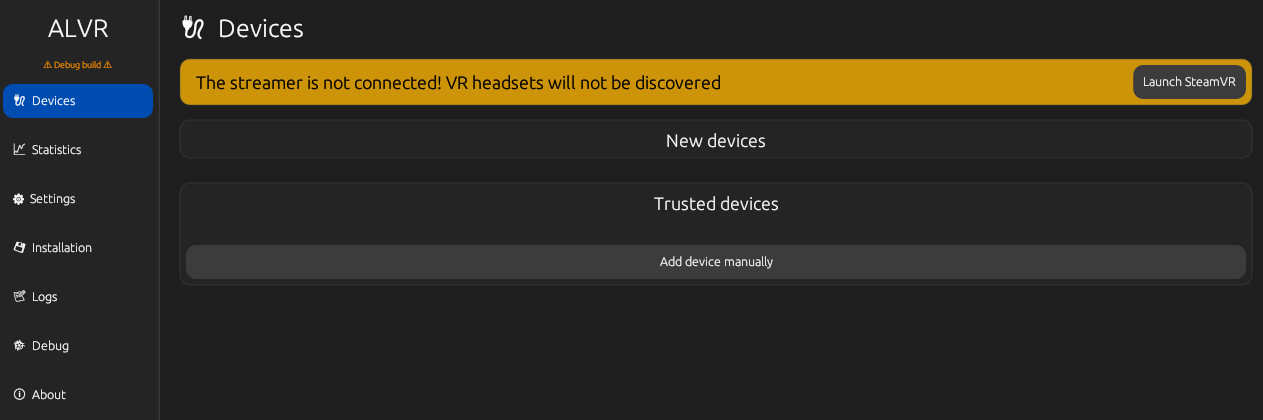 ALVR
⚠ Debug build ⚠
Devices
Statistics
Settings
Installation
Logs
Debug
About
Devices
The streamer is not connected! VR headsets will not be discovered
Launch SteamVR
New devices
Trusted devices
Add device manually